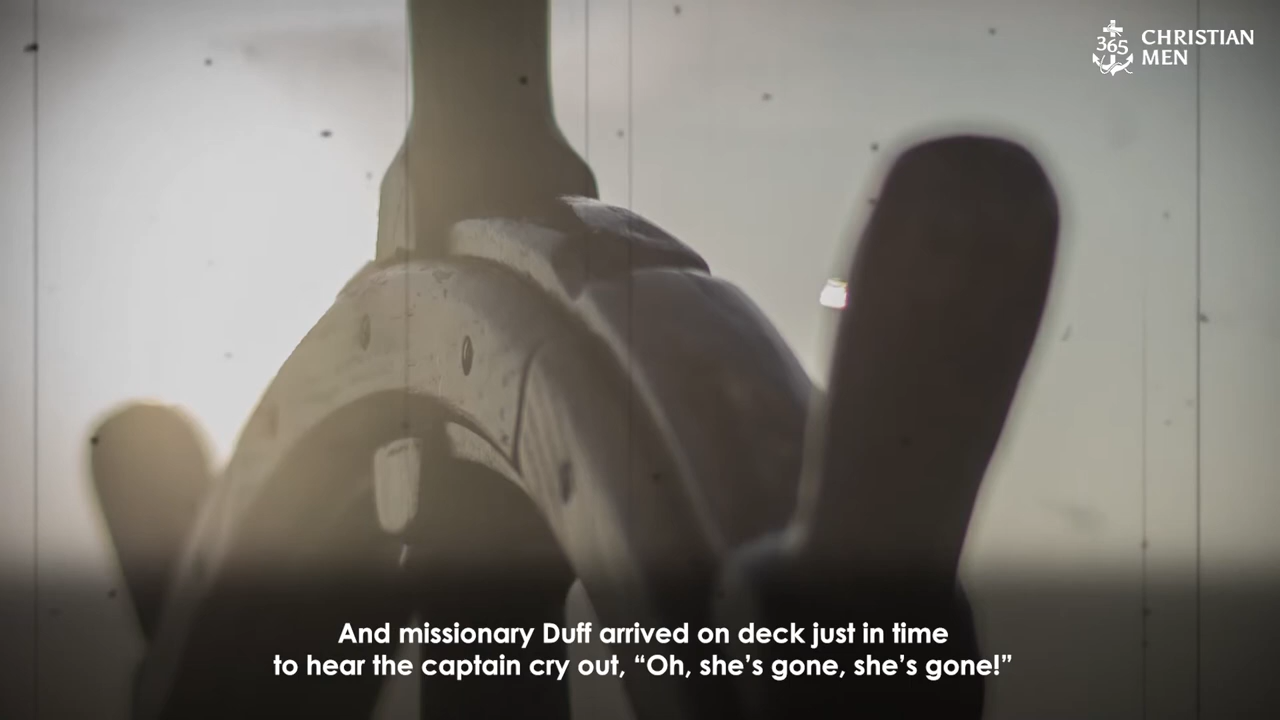 365
CHRISTIAN
MEN
And missionary Duff arrived on deck just in time
to hear the captain cry out, “Oh, she’s gone, she’s gone!”